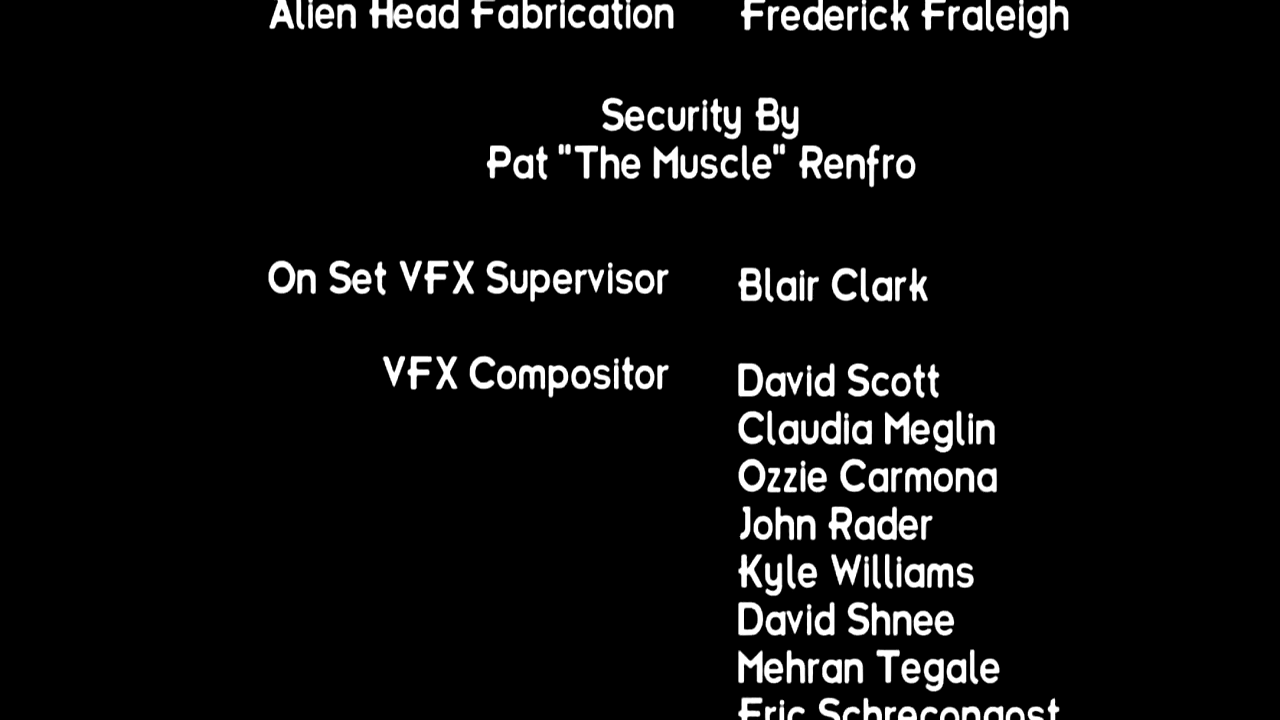 Alien Head Fabrication Frederick Fraleigh
Security By
Pat "The Muscle" Renfro
On Set VFX Supervisor Blair Clark
VFX Compositor David Scott
Claudia Meglin
Ozzie Carmona
John Rader
Kyle Williams
David Shnee
Mehran Tegale
Eric Schrecongost